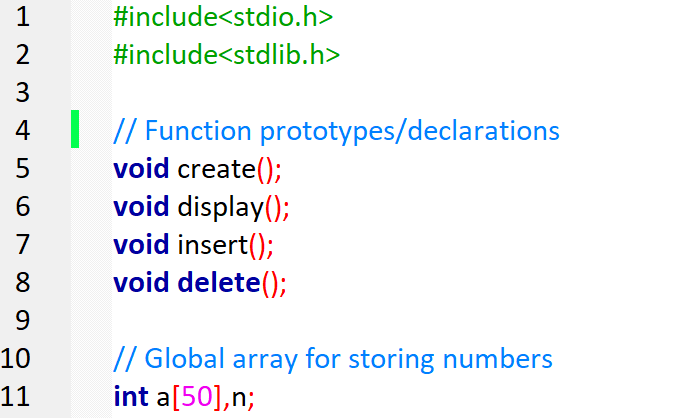 1 #include<stdio.h>
2 #include<stdlib.h>
3
4 // Function prototypes/declarations
5 void create();
6 void display();
7 void insert();
8 void delete();
9
10 // Global array for storing numbers
11 int a[50],n;